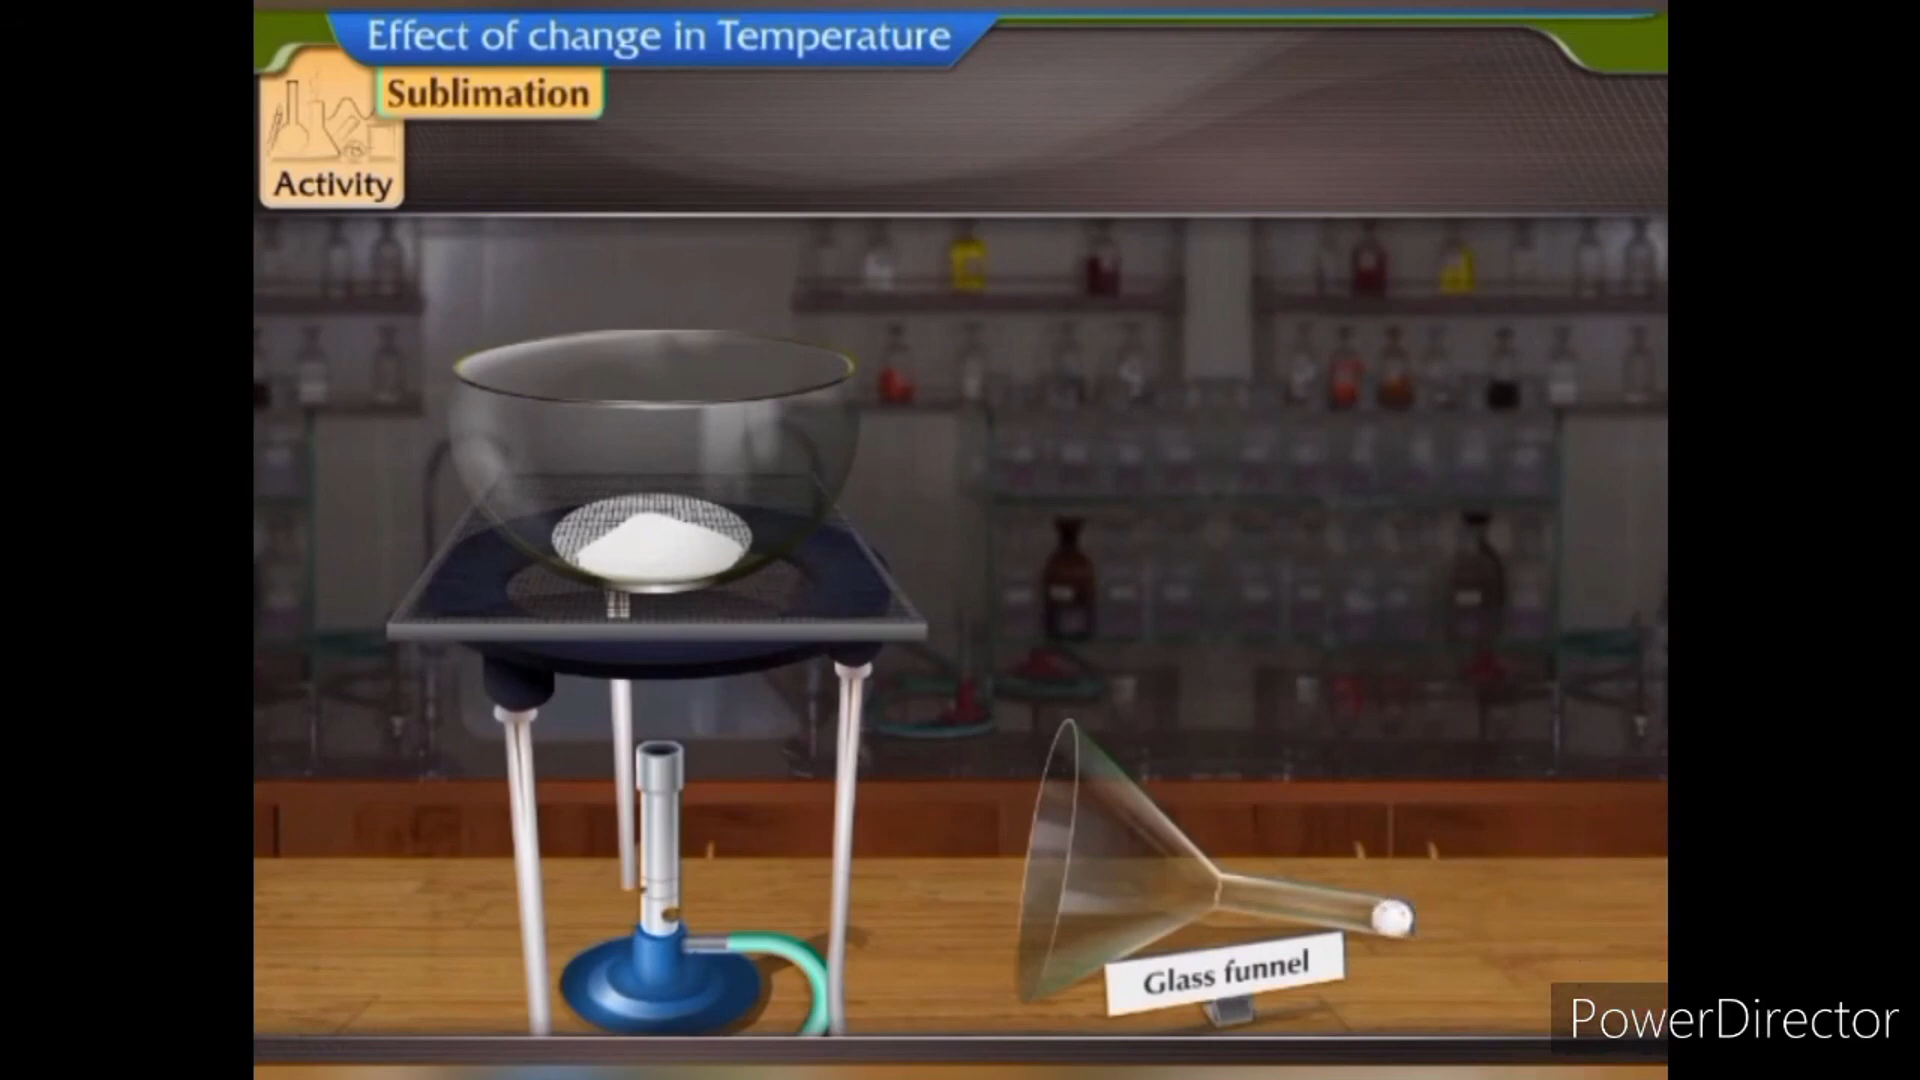 Effect of change in Temperature
Sublimation
Activity
Glass funnel
PowerDirector